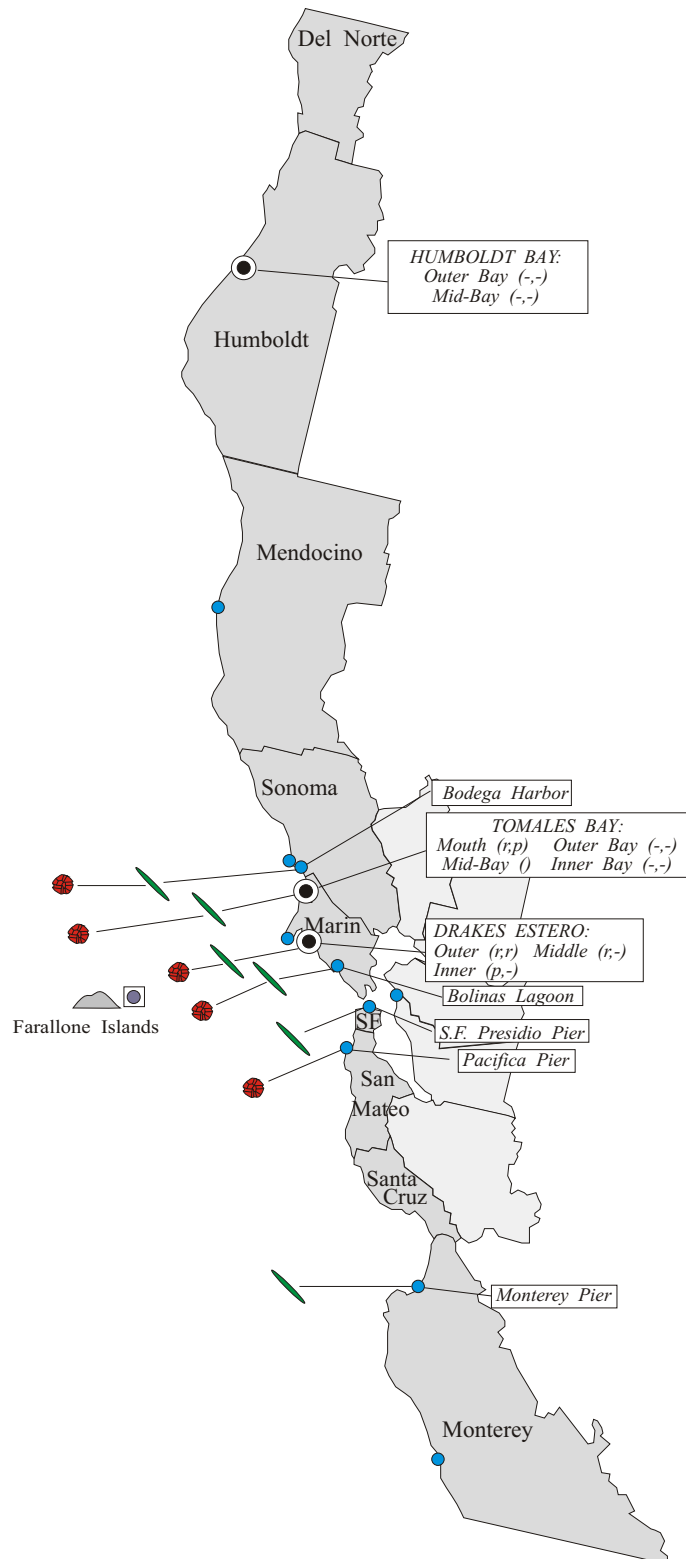 Del Norte
HUMBOLDT BAY:
Outer Bay (-,-)
Mid-Bay (-,-)
Humboldt
Mendocino
Sonoma
Bodega Harbor
TOMALES BAY:
Mouth (r,p) Outer Bay (-,-)
Mid-Bay () Inner Bay (-,-)
Marin
DRAKES ESTERO:
Outer (r,r) Middle (r,-)
Inner (p,-)
Bolinas Lagoon
Farallone Islands
SF
S.F. Presidio Pier
Pacifica Pier
San
Mateo
Santa
Cruz
Monterey Pier
Monterey